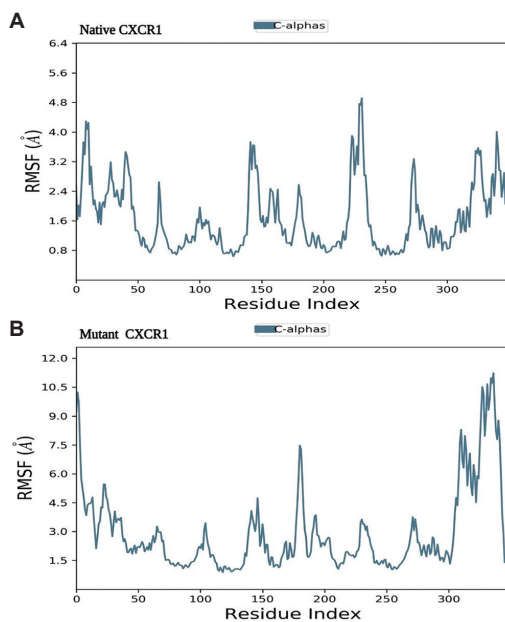 A
Native CXCR1
C-alphas
6.4
5.6
4.8
4.0
3.2
2.4
1.6
0.8
RMSF (Å)
0 50 100 150 200 250 300
Residue Index
B
Mutant CXCR1
C-alphas
12.0
10.5
9.0
7.5
6.0
4.5
3.0
1.5
RMSF (Å)
0 50 100 150 200 250 300
Residue Index